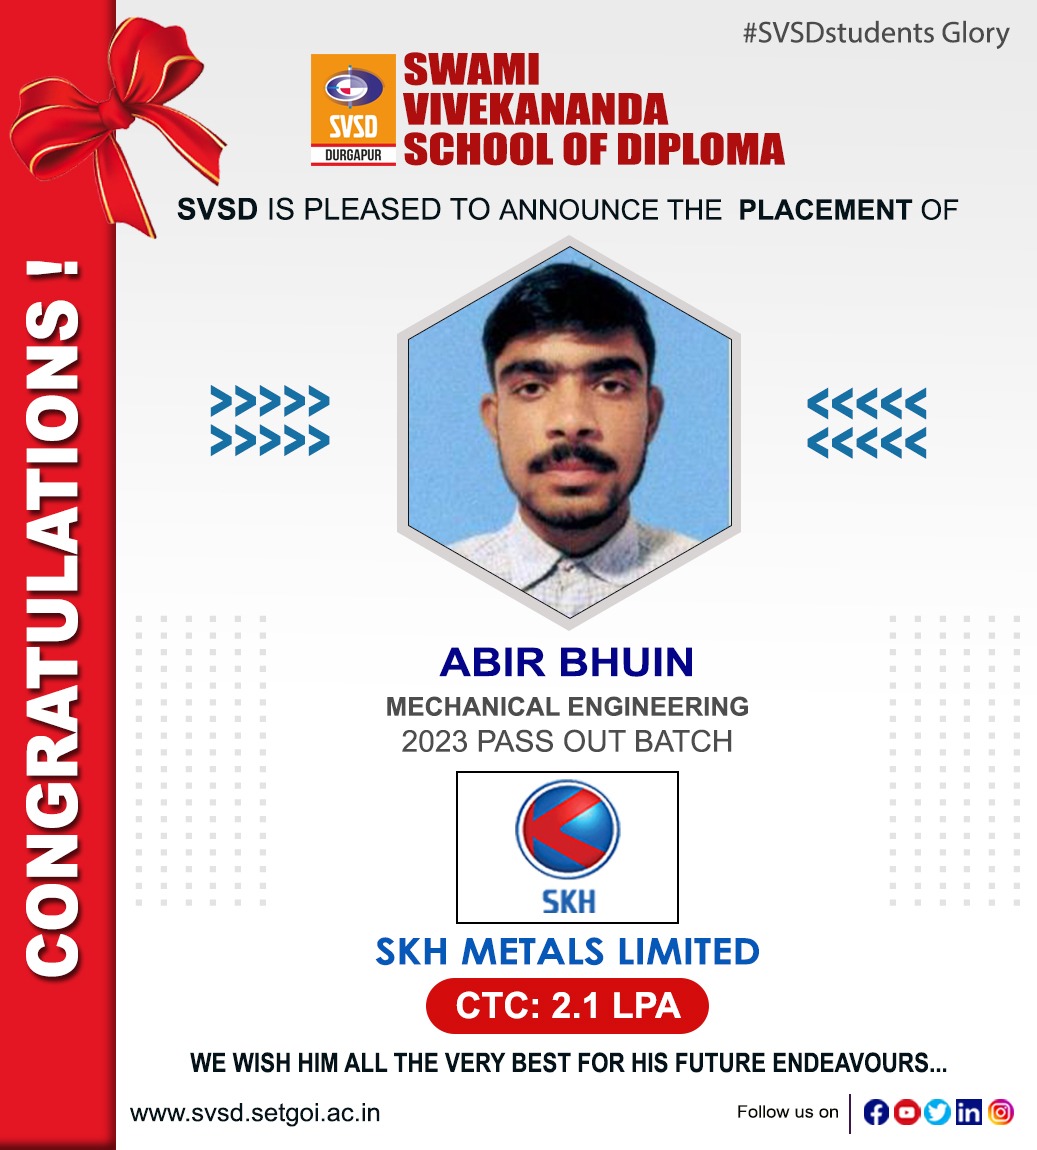 #SVSDstudents Glory
SVSD
DURGAPUR
SWAMI
VIVEKANANDA
SCHOOL OF DIPLOMA
SVSD IS PLEASED TO ANNOUNCE THE PLACEMENT OF
CONGRATULATIONS !
ABIR BHUIN
MECHANICAL ENGINEERING
2023 PASS OUT BATCH
SKH
SKH METALS LIMITED
CTC: 2.1 LPA
WE WISH HIM ALL THE VERY BEST FOR HIS FUTURE ENDEAVOURS...
www.svsd.setgoi.ac.in
Follow us on